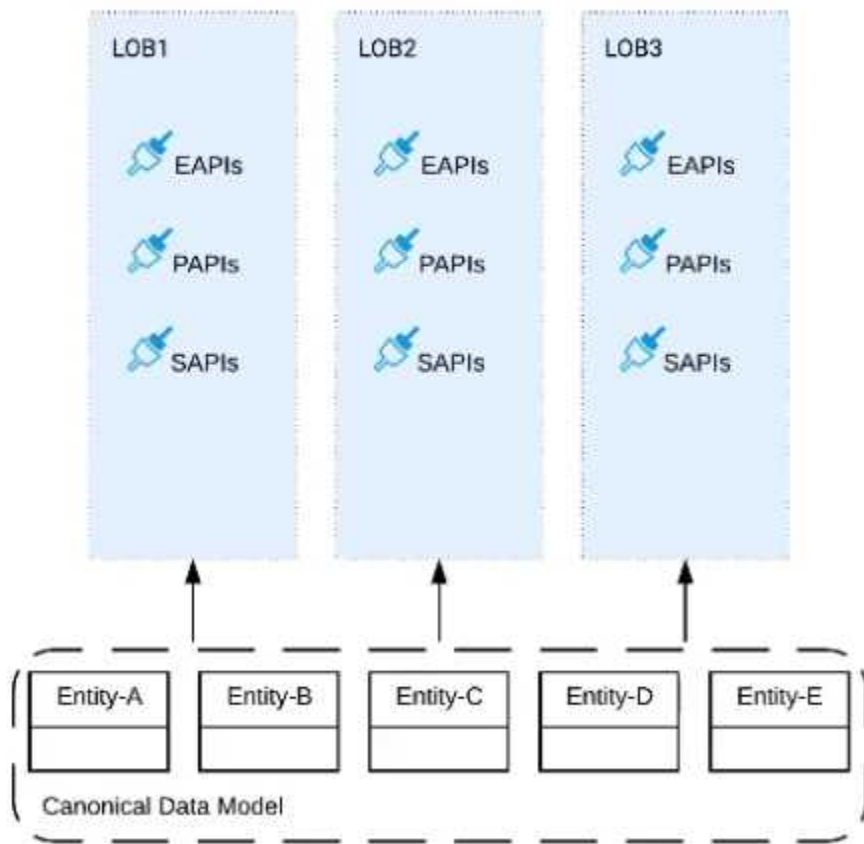 LOB1 LOB2 LOB3
EAPIs EAPIs EAPIs
PAPIs PAPIs PAPIs
SAPIs SAPIs SAPIs
Entity-A Entity-B Entity-C Entity-D Entity-E
Canonical Data Model